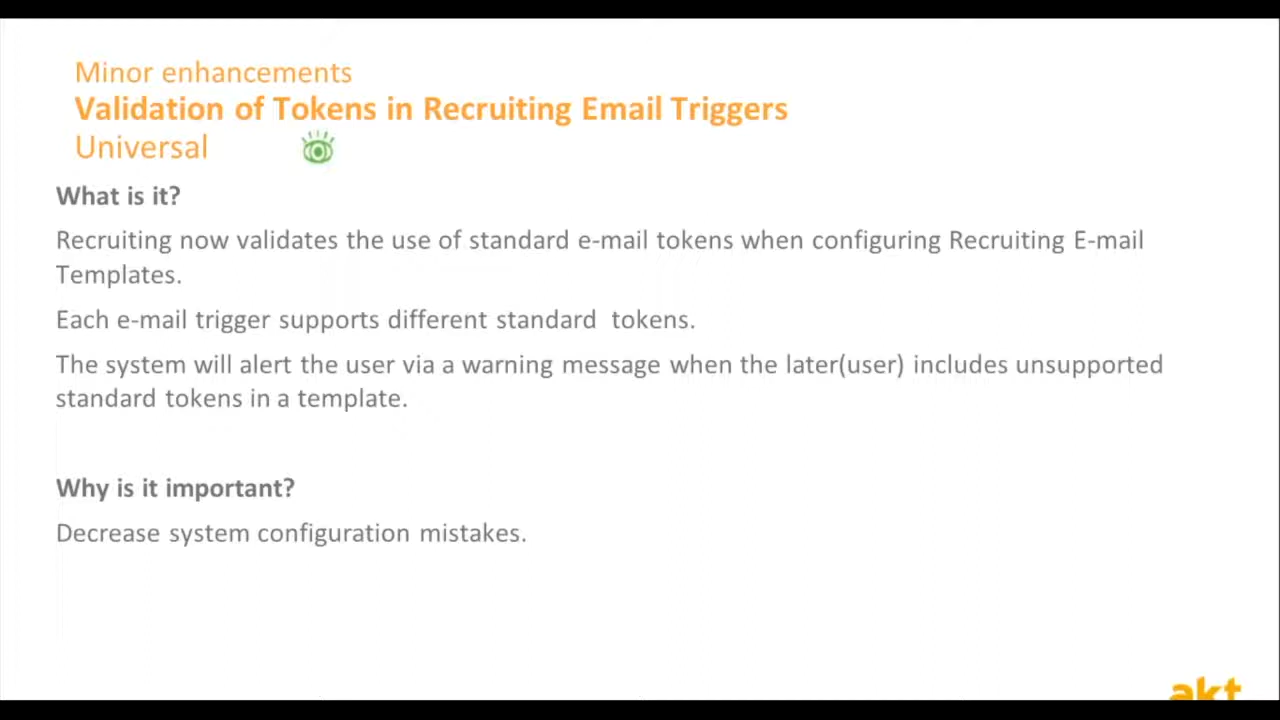 Minor enhancements
Validation of Tokens in Recruiting Email Triggers
Universal
What is it?
Recruiting now validates the use of standard e-mail tokens when configuring Recruiting E-mail
Templates.
Each e-mail trigger supports different standard  tokens.
The system will alert the user via a warning message when the later(user) includes unsupported
standard tokens in a template.
Why is it important?
Decrease system configuration mistakes.
akt